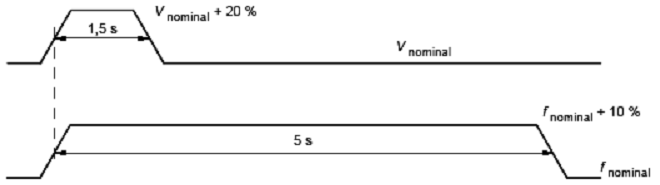 V nominal + 20 %
1,5 s
V nominal
f nominal + 10 %
5 s
f nominal